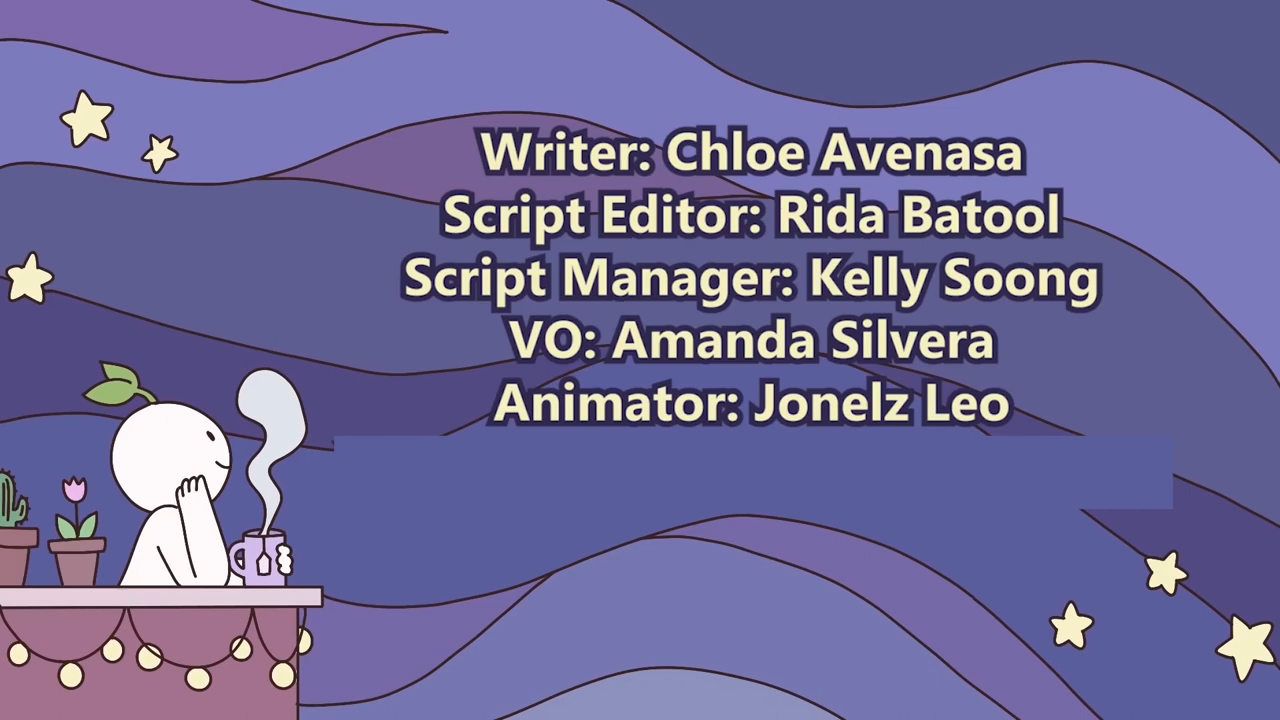 Writer: Chloe Avenasa
Script Editor: Rida Batool
Script Manager: Kelly Soong
VO: Amanda Silvera
Animator: Jonelz Leo